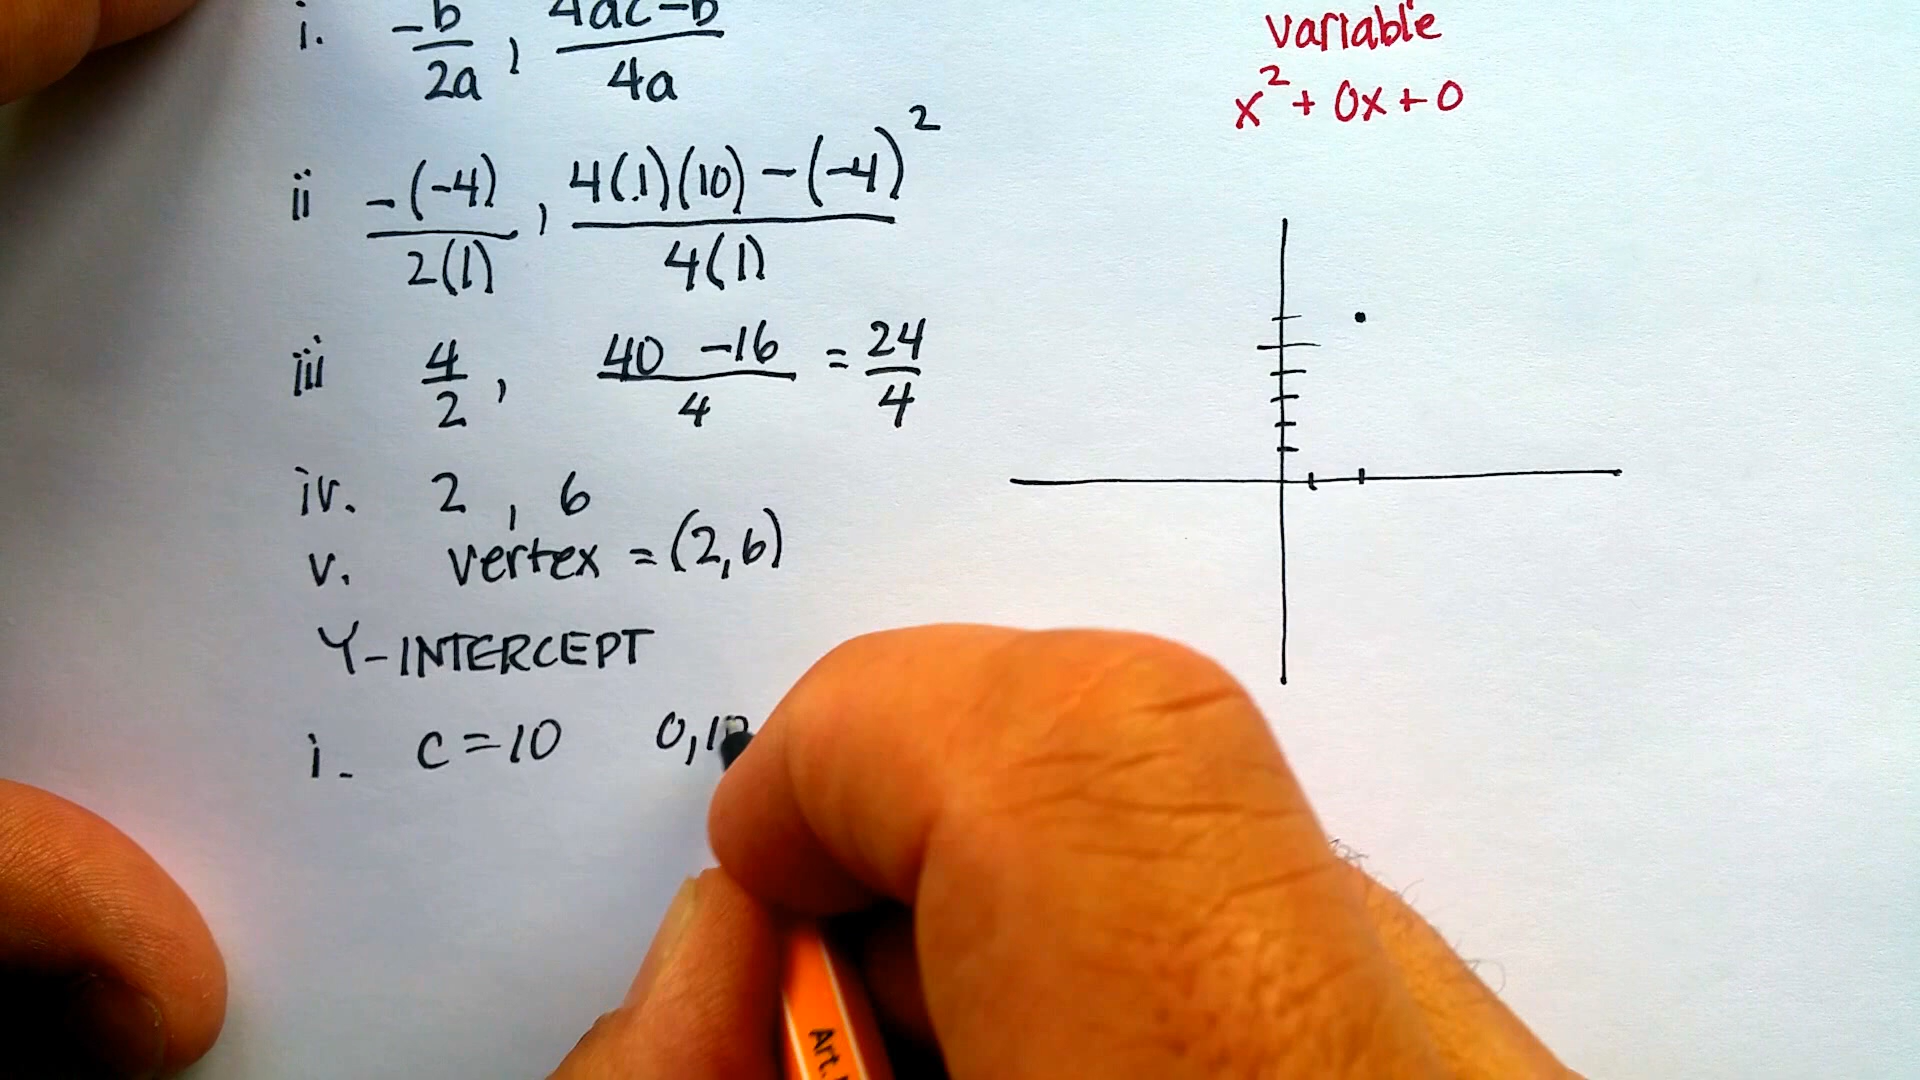 i. -b/2a , 4ac-b/4a
ii -(-4)/2(1) , 4(1)(10)-(-4)²/4(1)
iii 4/2 , 40 -16/4 = 24/4
iv. 2 , 6
v. vertex = (2,6)
Y-INTERCEPT
i. c=10 0,10
variable
x²+0x+0
Art.